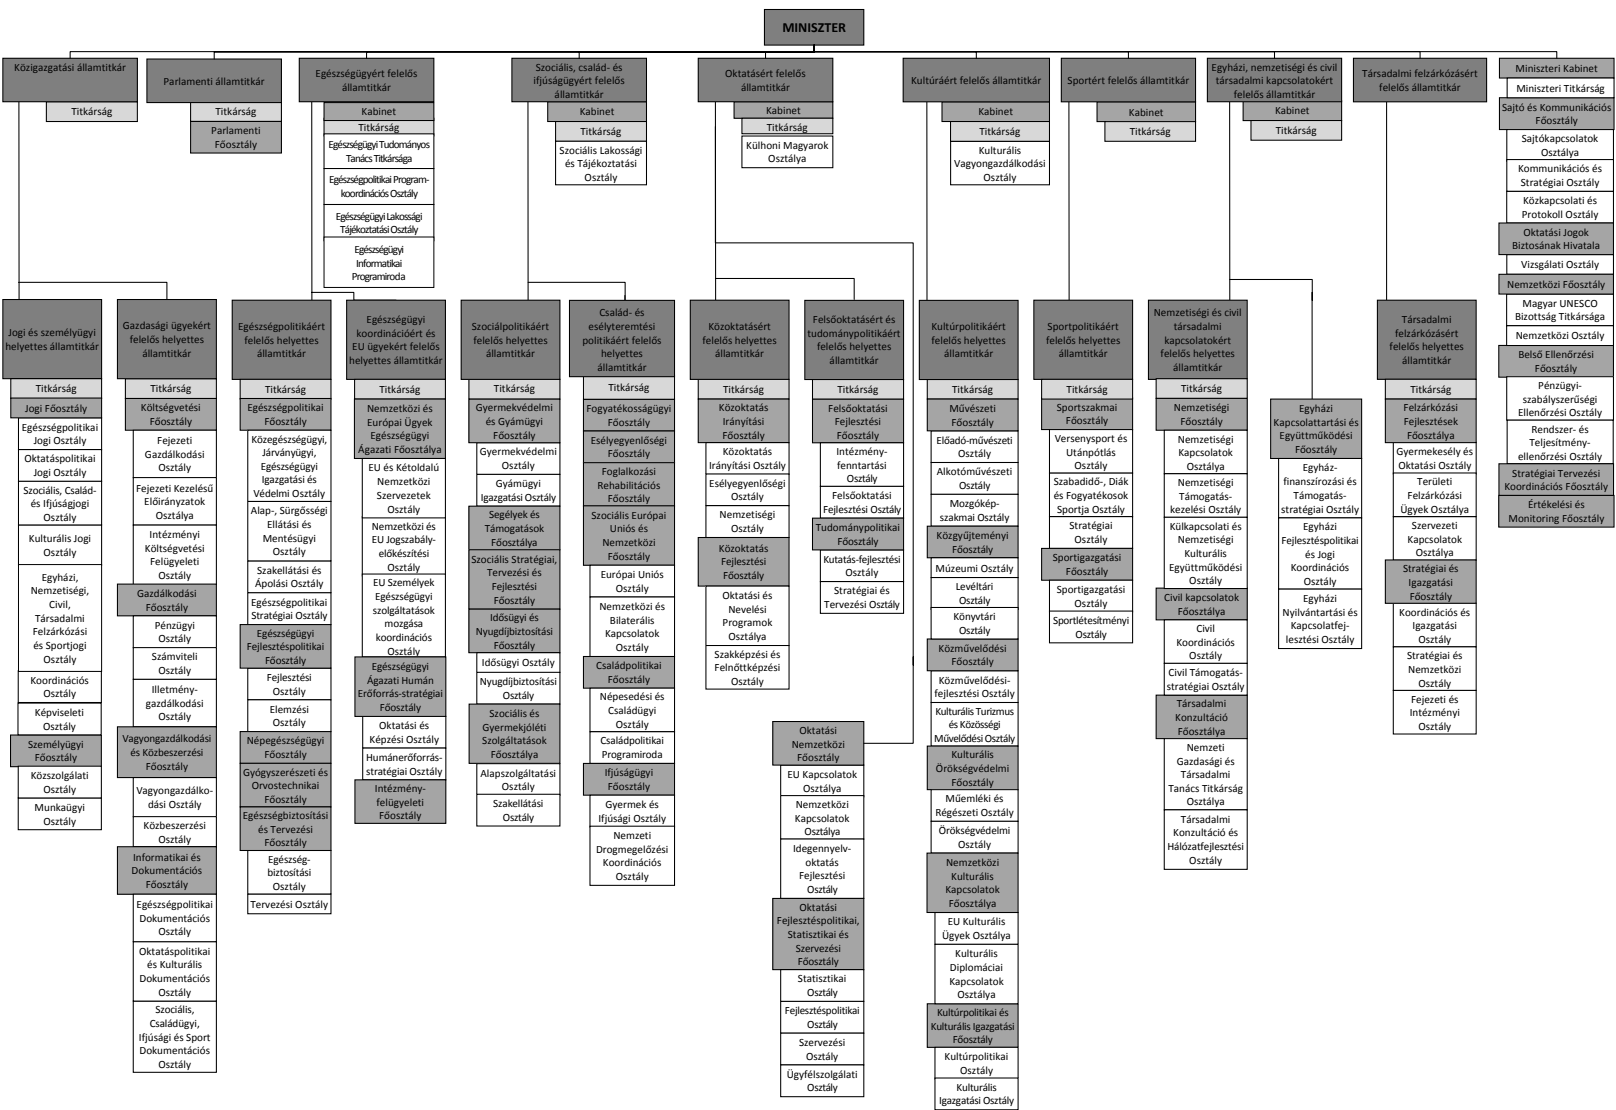 MINISZTER
Közigazgatási államtitkár
Titkárság
Parlamenti államtitkár
Titkárság
Parlamenti
Főosztály
Egészségügyért felelős
államtitkár
Kabinet
Titkárság
Egészségügyi Tudományos
Tanács Titkársága
Egészségpolitikai Program-
koordinációs Osztály
Egészségügyi Lakossági
Tájékoztatási Osztály
Egészségügyi
Informatikai
Programiroda
Szociális, család- és
ifjúságügyért felelős
államtitkár
Kabinet
Titkárság
Szociális Lakossági
és Tájékoztatási
Osztály
Oktatásért felelős
államtitkár
Kabinet
Titkárság
Külhoni Magyarok
Osztálya
Kultúráért felelős államtitkár
Kabinet
Titkárság
Kulturális
Vagyongazdálkodási
Osztály
Sportért felelős államtitkár
Kabinet
Titkárság
Egyházi, nemzetiségi és civil
társadalmi kapcsolatokért
felelős államtitkár
Kabinet
Titkárság
Társadalmi felzárkózásért
felelős államtitkár
Miniszteri Kabinet
Miniszteri Titkárság
Sajtó és Kommunikációs
Főosztály
Sajtókapcsolatok
Osztálya
Kommunikációs és
Stratégiai Osztály
Közkapcsolati és
Protokoll Osztály
Oktatási Jogok
Biztosának Hivatala
Vizsgálati Osztály
Nemzetközi Főosztály
Magyar UNESCO
Bizottság Titkársága
Nemzetközi Osztály
Belső Ellenőrzési
Főosztály
Pénzügyi-
szabályszerűségi
Ellenőrzési Osztály
Rendszer- és
Teljesítmény-
ellenőrzési Osztály
Stratégiai Tervezési
Koordinációs Főosztály
Értékelési és
Monitoring Főosztály
Jogi és személyügyi
helyettes államtitkár
Titkárság
Jogi Főosztály
Egészségpolitikai
Jogi Osztály
Oktatáspolitikai
Jogi Osztály
Szociális, Család-
és Ifjúságjogi
Osztály
Kulturális Jogi
Osztály
Egyházi,
Nemzetiségi,
Civil,
Társadalmi
Felzárkózási
és Sportjogi
Osztály
Koordinációs
Osztály
Képviseleti
Osztály
Személyügyi
Főosztály
Közszolgálati
Osztály
Munkaügyi
Osztály
Gazdasági ügyekért
felelős helyettes
államtitkár
Titkárság
Költségvetési
Főosztály
Fejezeti
Gazdálkodási
Osztály
Fejezeti Kezelésű
Előirányzatok
Osztálya
Intézményi
Költségvetési
Felügyeleti
Osztály
Gazdálkodási
Főosztály
Pénzügyi
Osztály
Számviteli
Osztály
Illetmény-
gazdálkodási
Osztály
Vagyongazdálkodási
és Közbeszerzési
Főosztály
Vagyongazdálko-
dási Osztály
Közbeszerzési
Osztály
Informatikai és
Dokumentációs
Főosztály
Egészségpolitikai
Dokumentációs
Osztály
Oktatáspolitikai
és Kulturális
Dokumentációs
Osztály
Szociális,
Családügyi,
Ifjúsági és Sport
Dokumentációs
Osztály
Egészségpolitikáért
felelős helyettes
államtitkár
Titkárság
Egészségpolitikai
Főosztály
Közegészségügyi,
Járványügyi,
Egészségügyi
Igazgatási és
Védelmi Osztály
Alap-, Sürgősségi
Ellátási és
Mentésügyi
Osztály
Szakellátási és
Ápolási Osztály
Egészségpolitikai
Stratégiai Osztály
Egészségügyi
Fejlesztéspolitikai
Főosztály
Fejlesztési
Osztály
Elemzési
Osztály
Népegészségügyi
Főosztály
Gyógyszerészeti és
Orvostechnikai
Főosztály
Egészségbiztosítási
és Tervezési
Főosztály
Egészség-
biztosítási
Osztály
Tervezési Osztály
Egészségügyi
koordinációért és
EU ügyekért felelős
helyettes államtitkár
Titkárság
Nemzetközi és
Európai Ügyek
Egészségügyi
Ágazati Főosztálya
EU és Kétoldalú
Nemzetközi
Szervezetek
Osztály
Nemzetközi és
EU Jogszabály-
előkészítési
Osztály
EU Személyek
Egészségügyi
szolgáltatások
mozgása
koordinációs
Osztály
Egészségügyi
Ágazati Humán
Erőforrás-stratégiai
Főosztály
Oktatási és
Képzési Osztály
Humánerőforrás-
stratégiai Osztály
Intézmény-
felügyeleti
Főosztály
Szociálpolitikáért
felelős helyettes
államtitkár
Titkárság
Gyermekvédelmi
és Gyámügyi
Főosztály
Gyermekvédelmi
Osztály
Gyámügyi
Igazgatási Osztály
Segélyek és
Támogatások
Főosztálya
Szociális Stratégiai,
Tervezési és
Fejlesztési
Főosztály
Idősügyi és
Nyugdíjbiztosítási
Főosztály
Idősügyi Osztály
Nyugdíjbiztosítási
Osztály
Szociális és
Gyermekjóléti
Szolgáltatások
Főosztálya
Alapszolgáltatási
Osztály
Szakellátási
Osztály
Család- és
esélyteremtési
politikáért felelős
helyettes
államtitkár
Titkárság
Fogyatékosságügyi
Főosztály
Esélyegyenlőségi
Főosztály
Foglalkozási
Rehabilitációs
Főosztály
Szociális Európai
Uniós és
Nemzetközi
Főosztály
Európai Uniós
Osztály
Nemzetközi és
Bilaterális
Kapcsolatok
Osztály
Családpolitikai
Főosztály
Népesedési és
Családügyi
Osztály
Családpolitikai
Programiroda
Ifjúságügyi
Főosztály
Gyermek és
Ifjúsági Osztály
Nemzeti
Drogmegelőzési
Koordinációs
Osztály
Közoktatásért
felelős helyettes
államtitkár
Titkárság
Közoktatás
Irányítási
Főosztály
Közoktatás
Irányítási Osztály
Esélyegyenlőségi
Osztály
Nemzetiségi
Osztály
Közoktatás
Fejlesztési
Főosztály
Oktatási és
Nevelési
Programok
Osztálya
Szakképzési és
Felnőttképzési
Osztály
Felsőoktatásért és
tudománypolitikáért
felelős helyettes
államtitkár
Titkárság
Felsőoktatási
Fejlesztési
Főosztály
Intézmény-
fenntartási
Osztály
Felsőoktatási
Fejlesztési Osztály
Tudománypolitikai
Főosztály
Kutatás-fejlesztési
Osztály
Stratégiai és
Tervezési Osztály
Oktatási
Nemzetközi
Főosztály
EU Kapcsolatok
Osztálya
Nemzetközi
Kapcsolatok
Osztálya
Idegennyelv-
oktatás
Fejlesztési
Osztály
Oktatási
Fejlesztéspolitikai,
Statisztikai és
Szervezési
Főosztály
Statisztikai
Osztály
Fejlesztéspolitikai
Osztály
Szervezési
Osztály
Ügyfélszolgálati
Osztály
Kultúrpolitikáért
felelős helyettes
államtitkár
Titkárság
Művészeti
Főosztály
Előadó-művészeti
Osztály
Alkotóművészeti
Osztály
Mozgókép-
szakmai Osztály
Közgyűjteményi
Főosztály
Múzeumi Osztály
Levéltári
Osztály
Könyvtári
Osztály
Közművelődési
Főosztály
Közművelődési-
fejlesztési Osztály
Kulturális Turizmus
és Közösségi
Művelődési Osztály
Kulturális
Örökségvédelmi
Főosztály
Műemléki és
Régészeti Osztály
Örökségvédelmi
Osztály
Nemzetközi
Kulturális
Kapcsolatok
Főosztálya
EU Kulturális
Ügyek Osztálya
Kulturális
Diplomáciai
Kapcsolatok
Osztálya
Kultúrpolitikai és
Kulturális Igazgatási
Főosztály
Kultúrpolitikai
Osztály
Kulturális
Igazgatási Osztály
Sportpolitikáért
felelős helyettes
államtitkár
Titkárság
Sportszakmai
Főosztály
Versenysport és
Utánpótlás
Osztály
Szabadidő-, Diák
és Fogyatékosok
Sportja Osztály
Stratégiai
Osztály
Sportigazgatási
Főosztály
Sportigazgatási
Osztály
Sportlétesítményi
Osztály
Nemzetiségi és civil
társadalmi
kapcsolatokért
felelős helyettes
államtitkár
Titkárság
Nemzetiségi
Főosztály
Nemzetiségi
Kapcsolatok
Osztálya
Nemzetiségi
Támogatás-
kezelési Osztály
Külkapcsolati és
Nemzetiségi
Kulturális
Együttműködési
Osztály
Civil kapcsolatok
Főosztálya
Civil
Koordinációs
Osztály
Civil Támogatás-
stratégiai Osztály
Társadalmi
Konzultáció
Főosztálya
Nemzeti
Gazdasági és
Társadalmi
Tanács Titkárság
Osztálya
Társadalmi
Konzultáció és
Hálózatfejlesztési
Osztály
Egyházi
Kapcsolattartási és
Együttműködési
Főosztály
Egyház-
finanszírozási és
Támogatás-
stratégiai Osztály
Egyházi
Fejlesztéspolitikai
és Jogi
Koordinációs
Osztály
Egyházi
Nyilvántartási és
Kapcsolatfej-
lesztési Osztály
Társadalmi
felzárkózásért
felelős helyettes
államtitkár
Titkárság
Felzárkózási
Fejlesztések
Főosztálya
Gyermekesély és
Oktatási Osztály
Területi
Felzárkózási
Ügyek Osztálya
Szervezeti
Kapcsolatok
Osztálya
Stratégiai és
Igazgatási
Főosztály
Koordinációs és
Igazgatási
Osztály
Stratégiai és
Nemzetközi
Osztály
Fejezeti és
Intézményi
Osztály